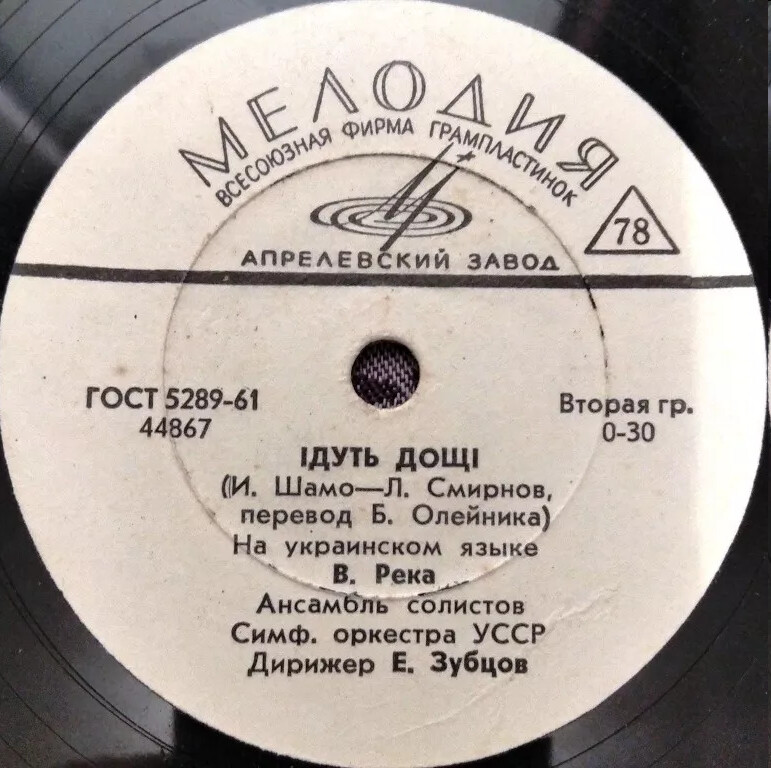 МЕЛОДИЯ
ВСЕСОЮЗНАЯ ФИРМА ГРАМПЛАСТИНОК
78
АПРЕЛЕВСКИЙ ЗАВОД
ГОСТ 5289-61
44867
Вторая гр.
0-30
ІДУТЬ ДОЩІ
(И. Шамо—Л. Смирнов,
перевод Б. Олейника)
На украинском языке
В. Река
Ансамбль солистов
Симф. оркестра УССР
Дирижер Е. Зубцов